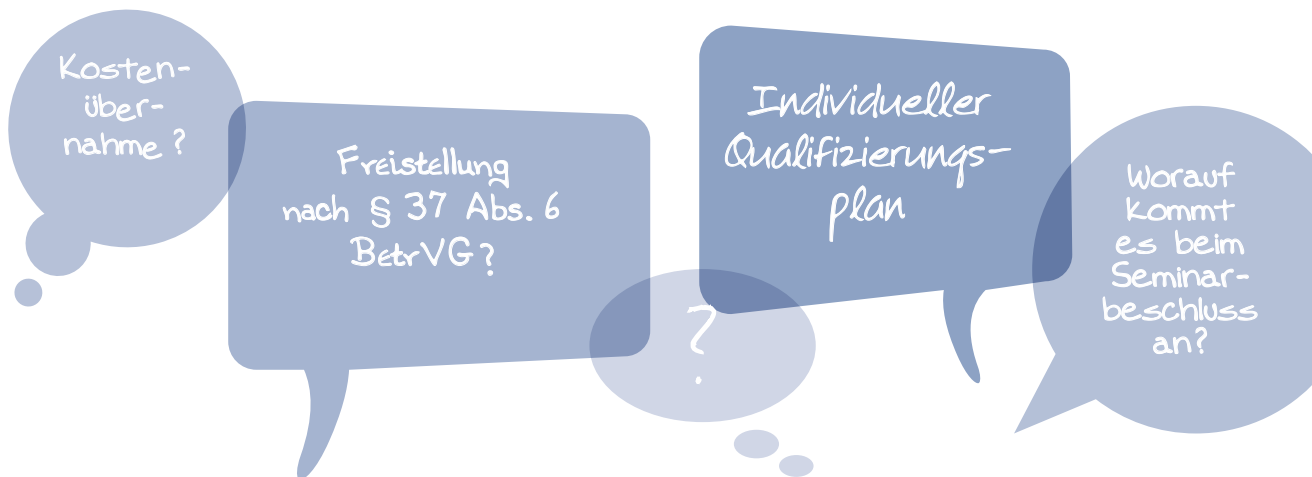 Kosten-
über-
nahme ?
Freistellung
nach § 37 Abs. 6
BetrVG ?
?
Individueller
Qualifizierungs-
plan
Worauf
kommt
es beim
Seminar-
beschluss
an?